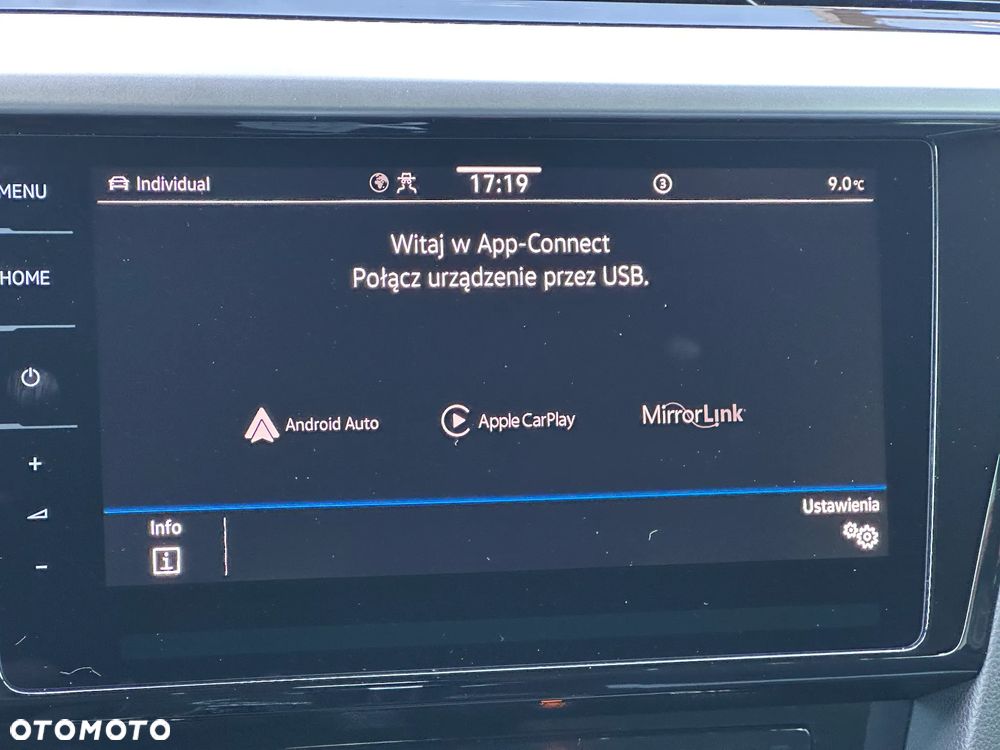 MENU
Individual
17:19
3
9.0°C
HOME
Witaj w App-Connect
Połącz urządzenie przez USB.
Android Auto
Apple CarPlay
MirrorLink
+
-
Info
i
Ustawienia
OTOMOTO